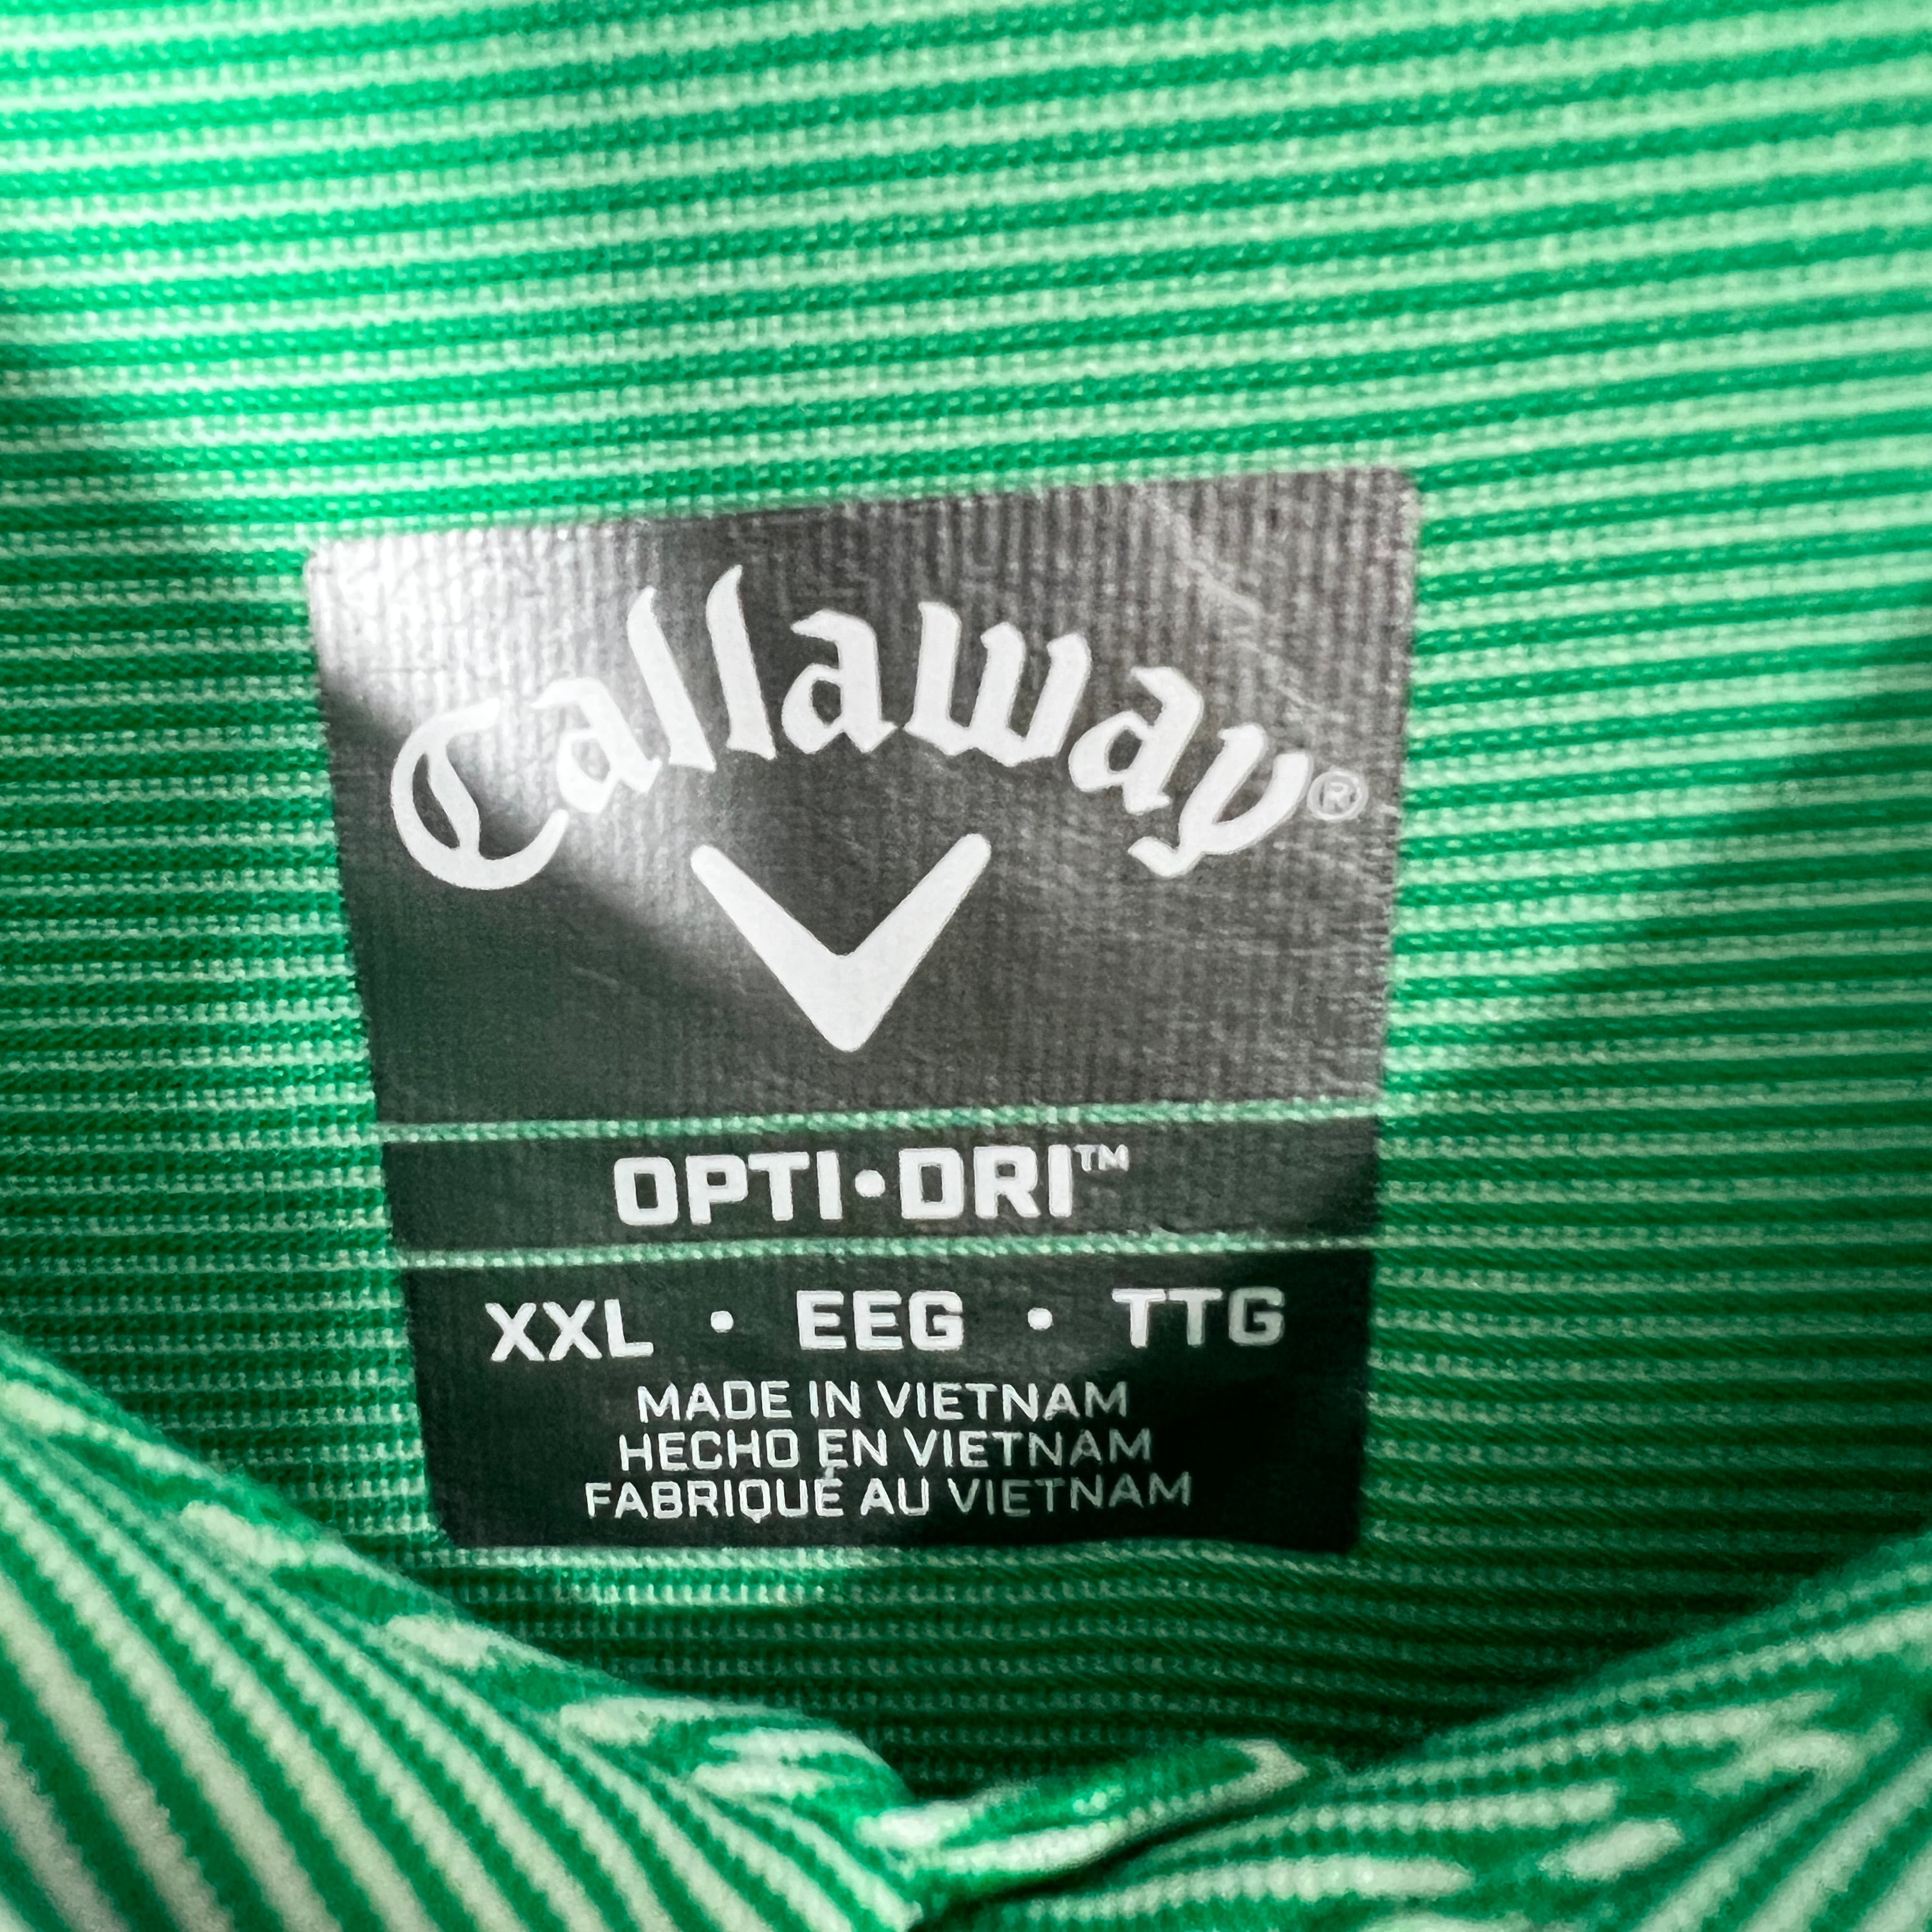 Callaway®
OPTI•DRI™
XXL • EEG • TTG
MADE IN VIETNAM
HECHO EN VIETNAM
FABRIQUÉ AU VIETNAM